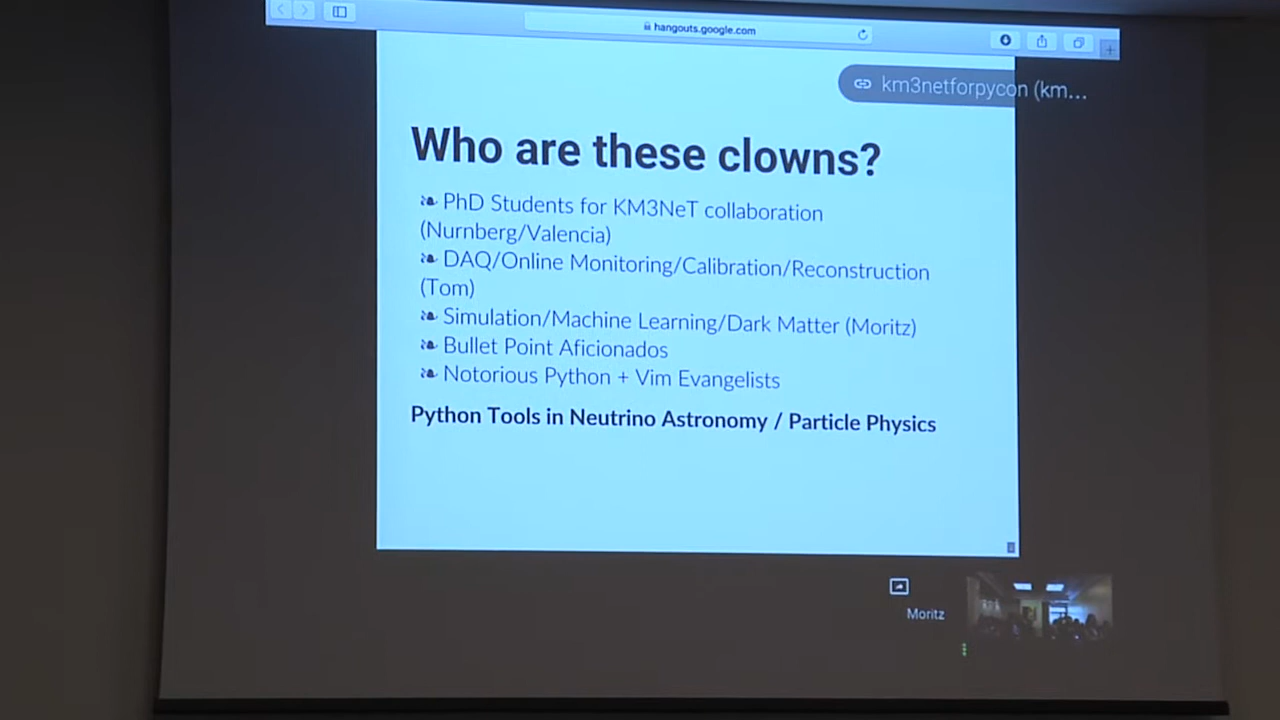 hangouts.google.com
km3netforpycon (km...
Who are these clowns?
❧ PhD Students for KM3NeT collaboration
(Nurnberg/Valencia)
❧ DAQ/Online Monitoring/Calibration/Reconstruction
(Tom)
❧ Simulation/Machine Learning/Dark Matter (Moritz)
❧ Bullet Point Aficionados
❧ Notorious Python + Vim Evangelists
Python Tools in Neutrino Astronomy / Particle Physics
Moritz